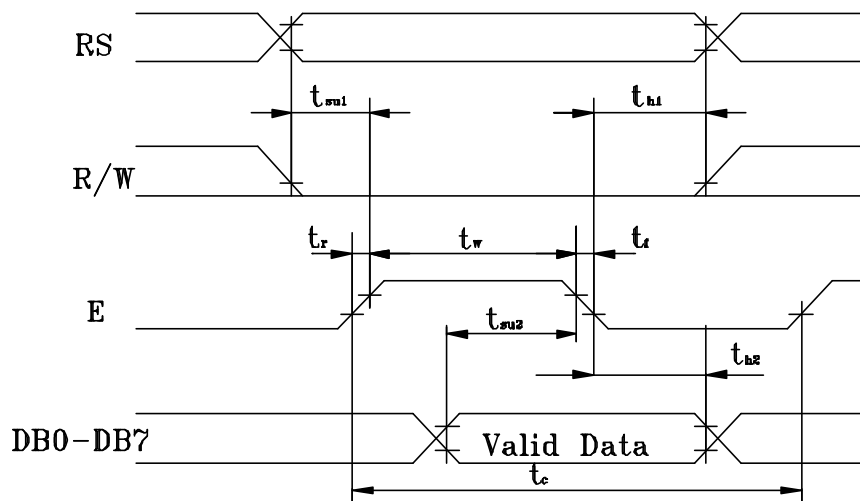 RS
tsu1
th1
R/W
tr
tw
tf
E
tsu2
th2
DB0-DB7
Valid Data
tc